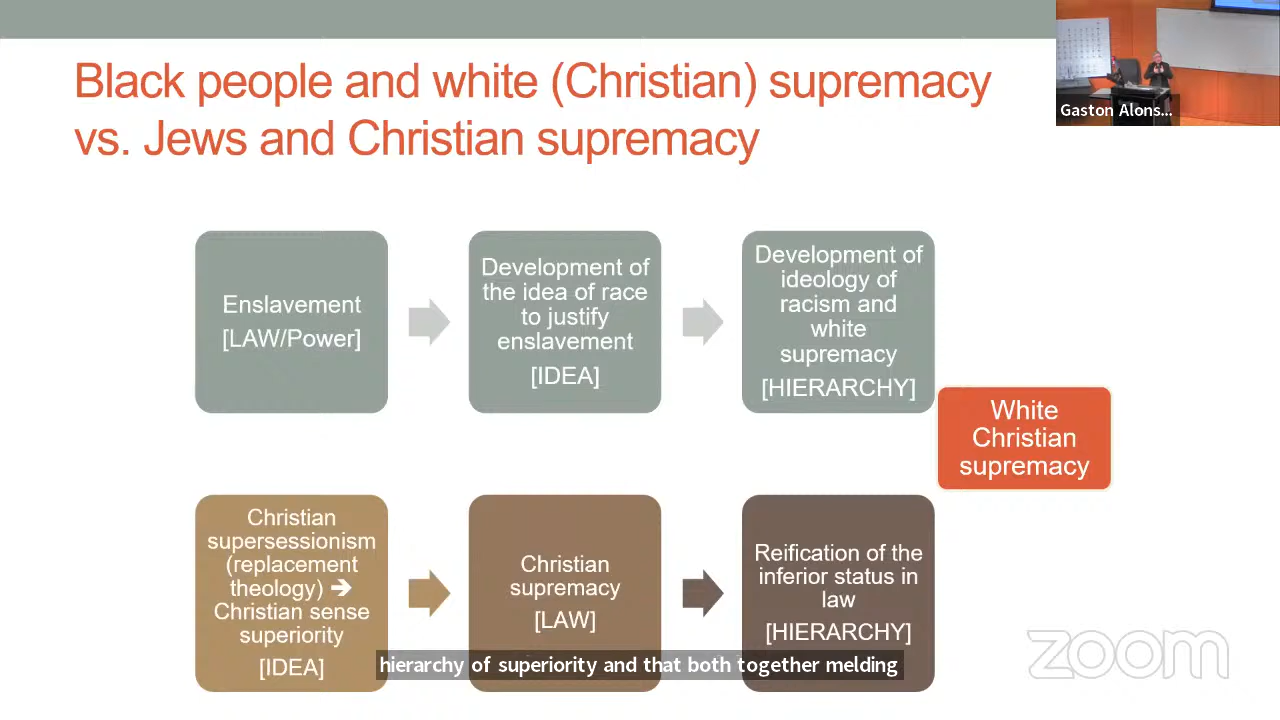 Black people and white (Christian) supremacy
vs. Jews and Christian supremacy
Gaston Alons...
Enslavement
[LAW/Power]
Development of
the idea of race
to justify
enslavement
[IDEA]
Development of
ideology of
racism and
white
supremacy
[HIERARCHY]
White
Christian
supremacy
Christian
supersessionism
(replacement
theology) ➔
Christian sense
superiority
[IDEA]
Christian
supremacy
[LAW]
Reification of the
inferior status in
law
[HIERARCHY]
hierarchy of superiority and that both together melding
zoom